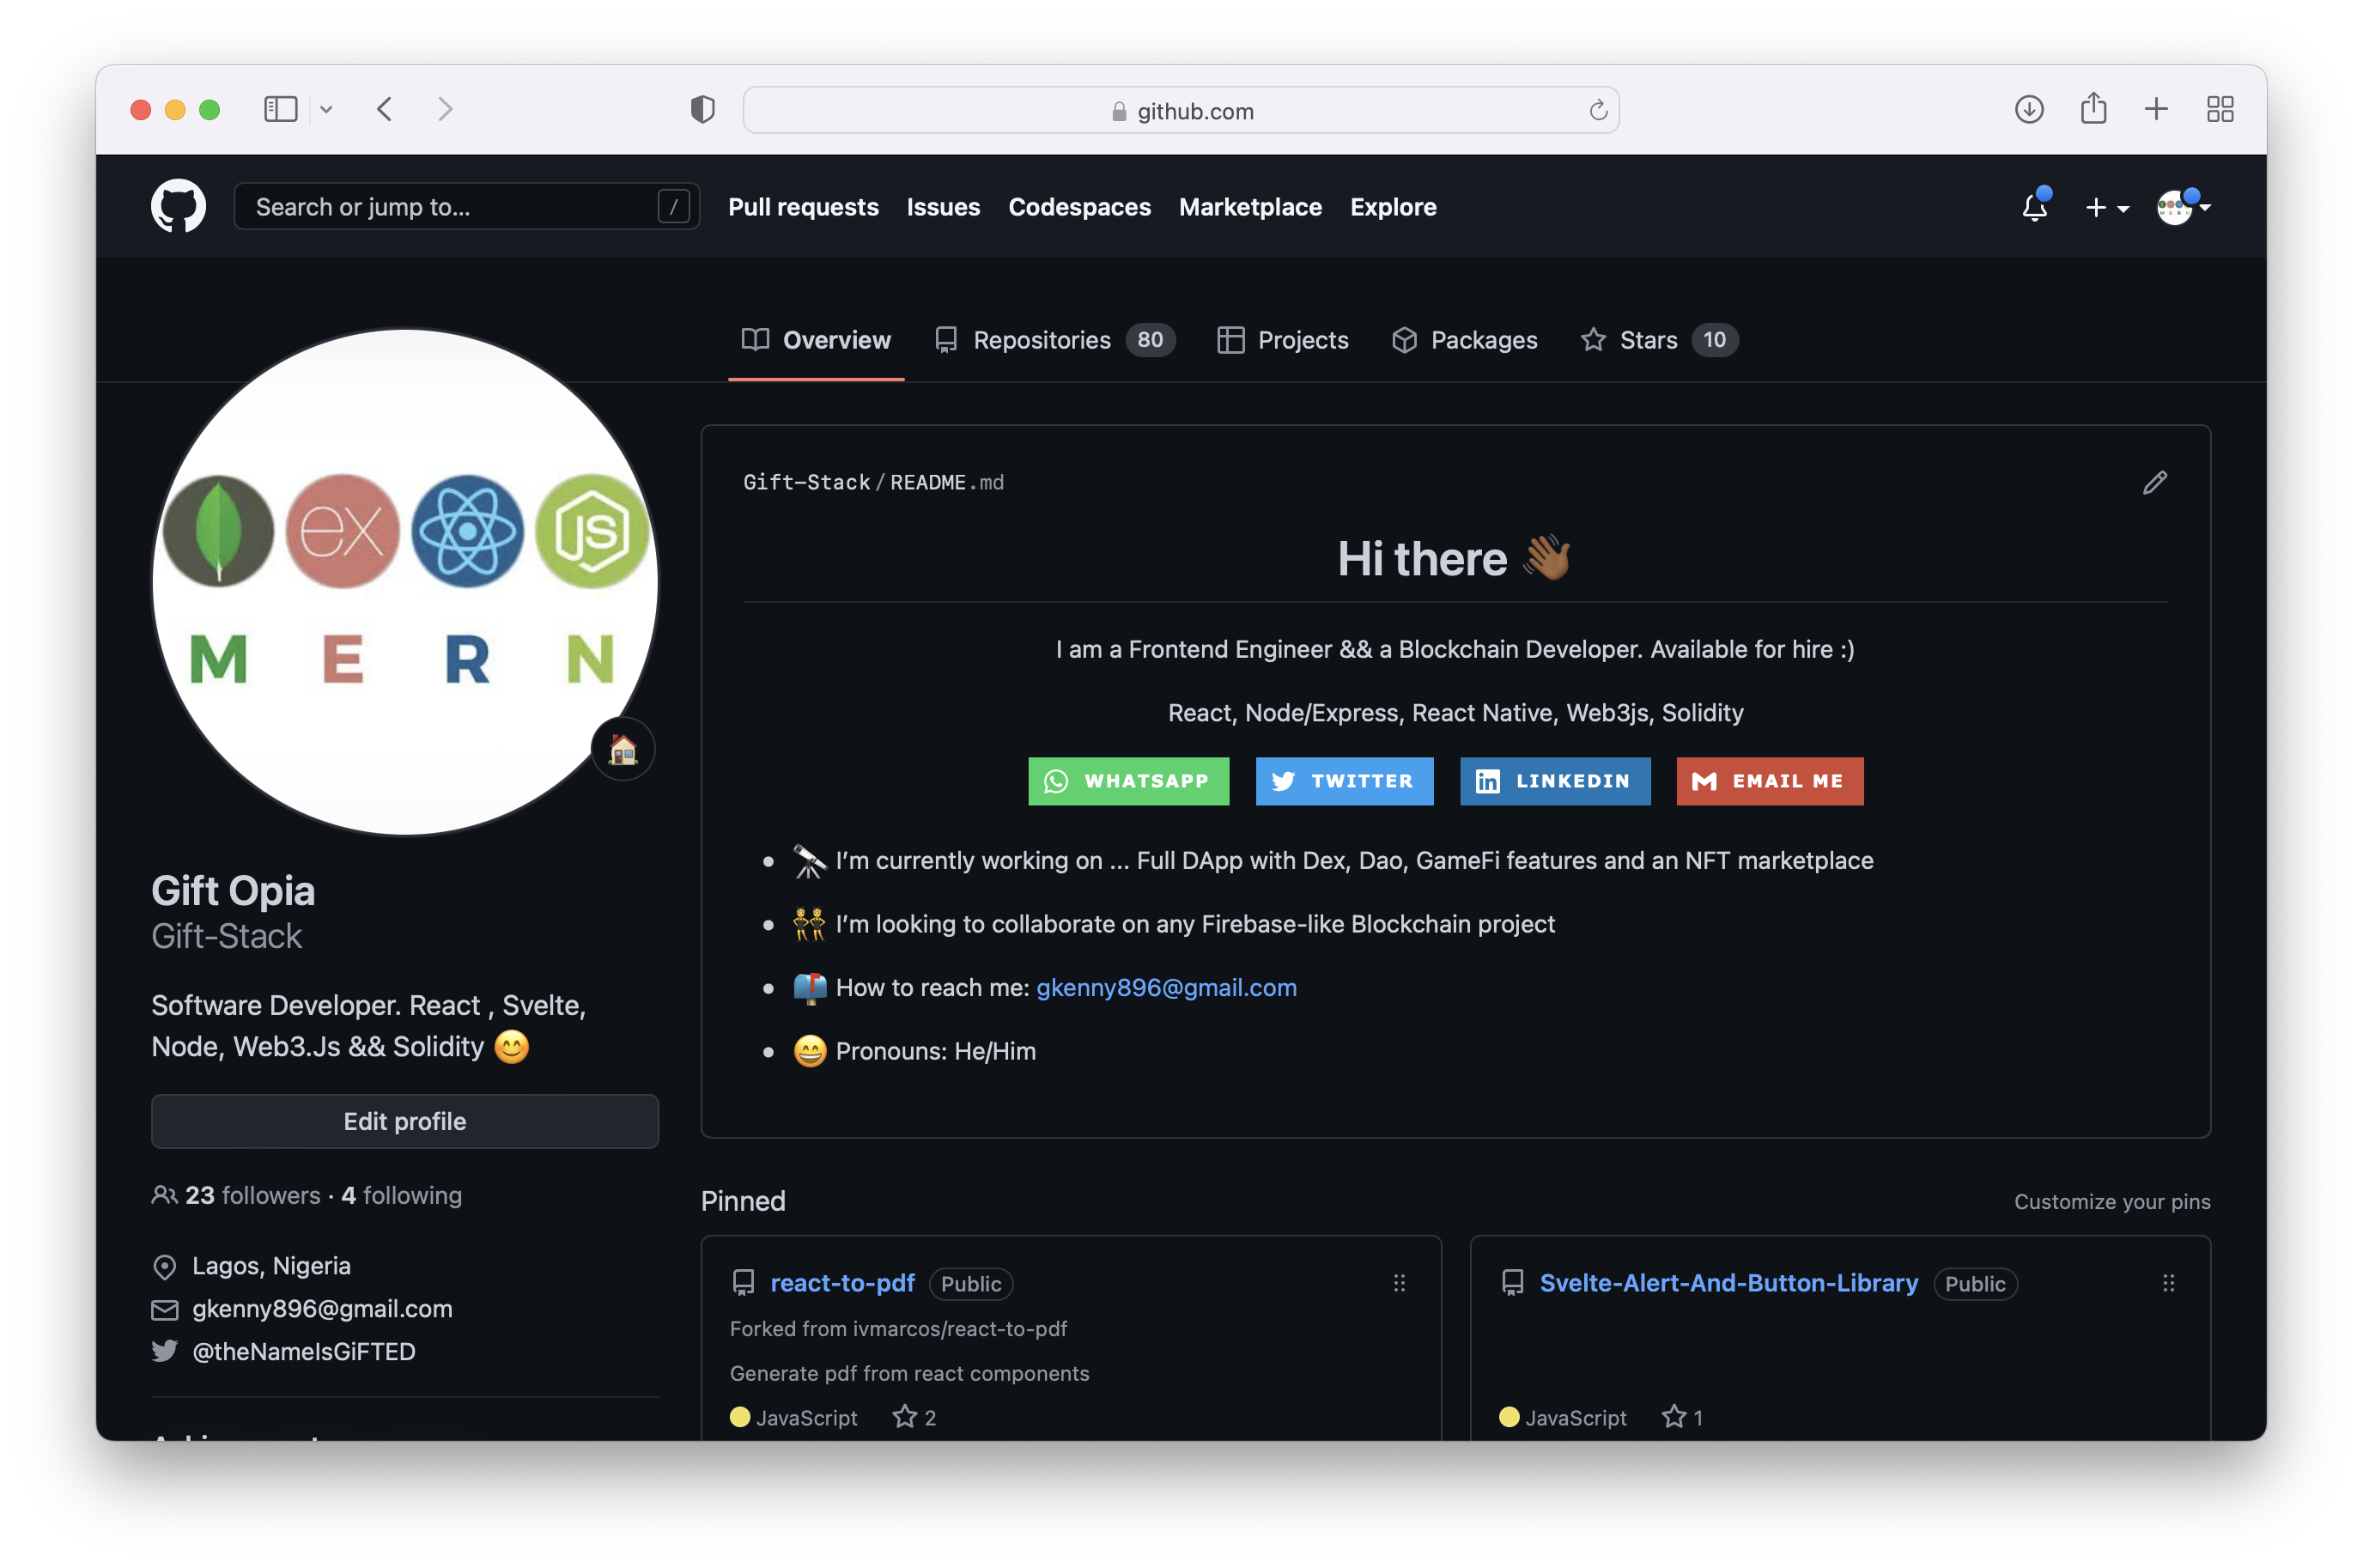 github.com
Search or jump to... /
Pull requests Issues Codespaces Marketplace Explore
Overview Repositories 80 Projects Packages Stars 10
ex JS
M E R N
Gift Opia
Gift-Stack
Software Developer. React , Svelte,
Node, Web3.Js && Solidity 😊
Edit profile
23 followers · 4 following
Lagos, Nigeria
gkenny896@gmail.com
@theNameIsGiFTED
Gift-Stack/README.md
Hi there 👋🏾
I am a Frontend Engineer && a Blockchain Developer. Available for hire :)
React, Node/Express, React Native, Web3js, Solidity
WHATSAPP TWITTER LINKEDIN EMAIL ME
• 🔭 I’m currently working on ... Full DApp with Dex, Dao, GameFi features and an NFT marketplace
• 👯 I’m looking to collaborate on any Firebase-like Blockchain project
• 📫 How to reach me: gkenny896@gmail.com
• 😄 Pronouns: He/Him
Pinned
Customize your pins
react-to-pdf Public
Forked from ivmarcos/react-to-pdf
Generate pdf from react components
JavaScript 2
Svelte-Alert-And-Button-Library Public
JavaScript 1